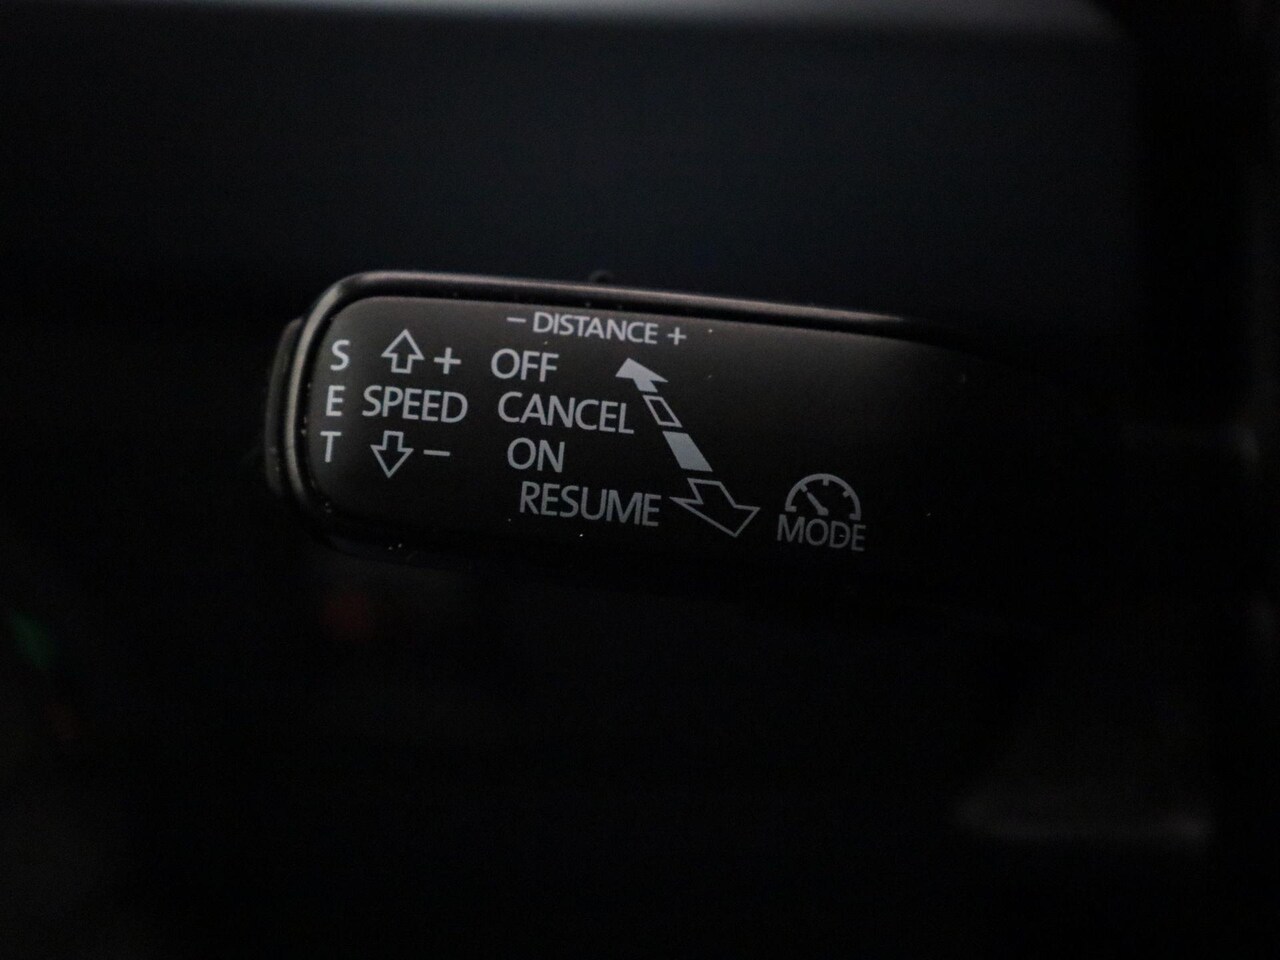 - DISTANCE +
S + OFF
E SPEED CANCEL
T - ON
RESUME
MODE